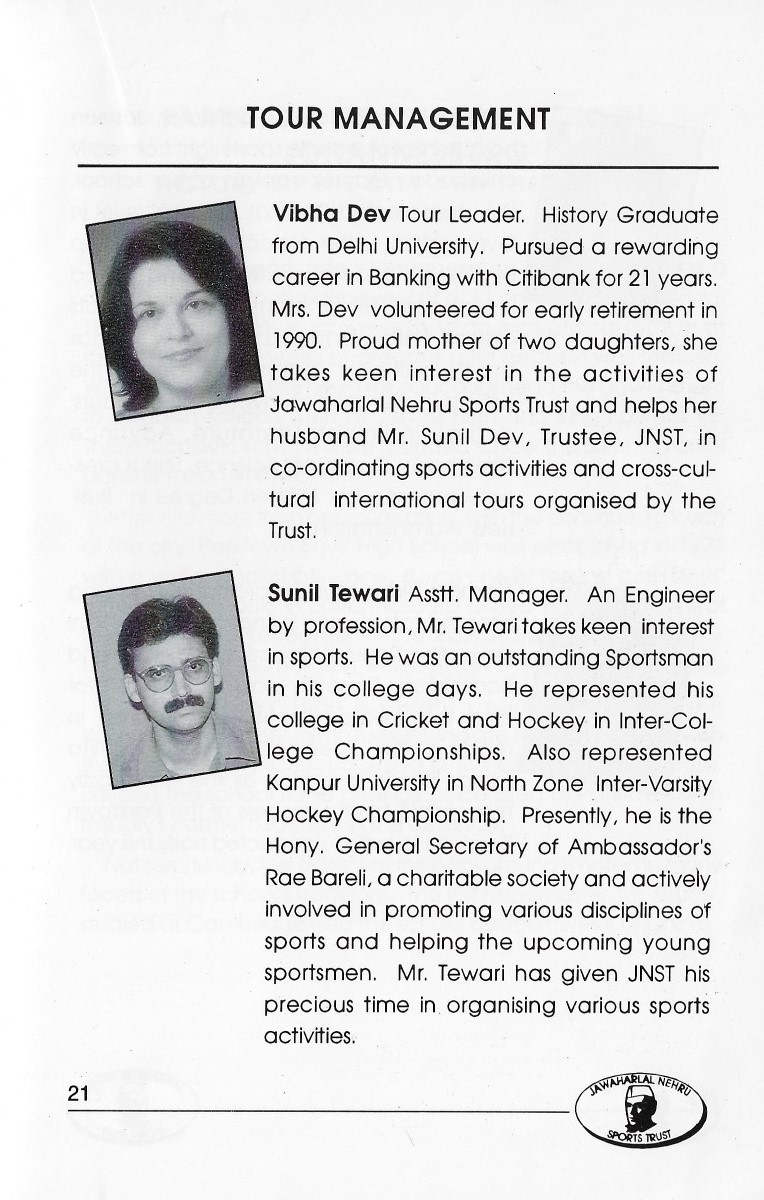 TOUR MANAGEMENT
Vibha Dev Tour Leader. History Graduate
from Delhi University. Pursued a rewarding
career in Banking with Citibank for 21 years.
Mrs. Dev volunteered for early retirement in
1990. Proud mother of two daughters, she
takes keen interest in the activities of
Jawaharlal Nehru Sports Trust and helps her
husband Mr. Sunil Dev, Trustee, JNST, in
co-ordinating sports activities and cross-cul-
tural international tours organised by the
Trust.
Sunil Tewari Asstt. Manager. An Engineer
by profession, Mr. Tewari takes keen interest
in sports. He was an outstanding Sportsman
in his college days. He represented his
college in Cricket and Hockey in Inter-Col-
lege Championships. Also represented
Kanpur University in North Zone Inter-Varsity
Hockey Championship. Presently, he is the
Hony. General Secretary of Ambassador's
Rae Bareli, a charitable society and actively
involved in promoting various disciplines of
sports and helping the upcoming young
sportsmen. Mr. Tewari has given JNST his
precious time in organising various sports
activities.
21
JAWAHARLAL NEHRU
SPORTS TRUST